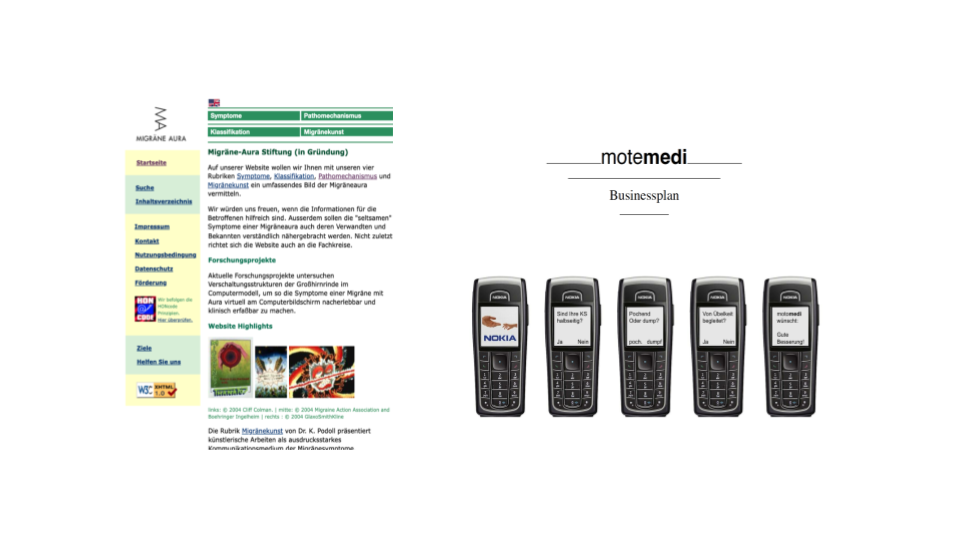 MIGRÄNE AURA
Startseite
Suche
Inhaltsverzeichnis
Impressum
Kontakt
Nutzungsbedingung
Datenschutz
Förderung
HON
CODE
Wir befolgen die
HONcode
Prinzipien.
Hier überprüfen.
Ziele
Helfen Sie uns
W3C XHTML
1.0
Symptome
Pathomechanismus
Klassifikation
Migränekunst
Migräne-Aura Stiftung (in Gründung)
Auf unserer Website wollen wir Ihnen mit unseren vier
Rubriken Symptome, Klassifikation, Pathomechanismus und
Migränekunst ein umfassendes Bild der Migräneaura
vermitteln.
Wir würden uns freuen, wenn die Informationen für die
Betroffenen hilfreich sind. Ausserdem sollen die "seltsamen"
Symptome einer Migräneaura auch deren Verwandten und
Bekannten verständlich nähergebracht werden. Nicht zuletzt
richtet sich die Website auch an die Fachkreise.
Forschungsprojekte
Aktuelle Forschungsprojekte untersuchen
Verschaltungsstrukturen der Großhirnrinde im
Computermodell, um so die Symptome einer Migräne mit
Aura virtuell am Computerbildschirm nacherlebbar und
klinisch erfaßbar zu machen.
Website Highlights
links: © 2004 Cliff Colman. | mitte: © 2004 Migraine Action Association and
Boehringer Ingelheim | rechts : © 2004 GlaxoSmithKline
Die Rubrik Migränekunst von Dr. K. Podoll präsentiert
künstlerische Arbeiten als ausdrucksstarkes
Kommunikationsmedium der Migränesymptome
motemedi
Businessplan
NOKIA
NOKIA
NOKIA
Sind Ihre KS
halbseitig?
Ja Nein
NOKIA
Pochend
Oder dump?
poch. dumpf
NOKIA
Von Übelkeit
begleitet?
Ja Nein
NOKIA
motomedi
wünscht
Gute
Besserung!